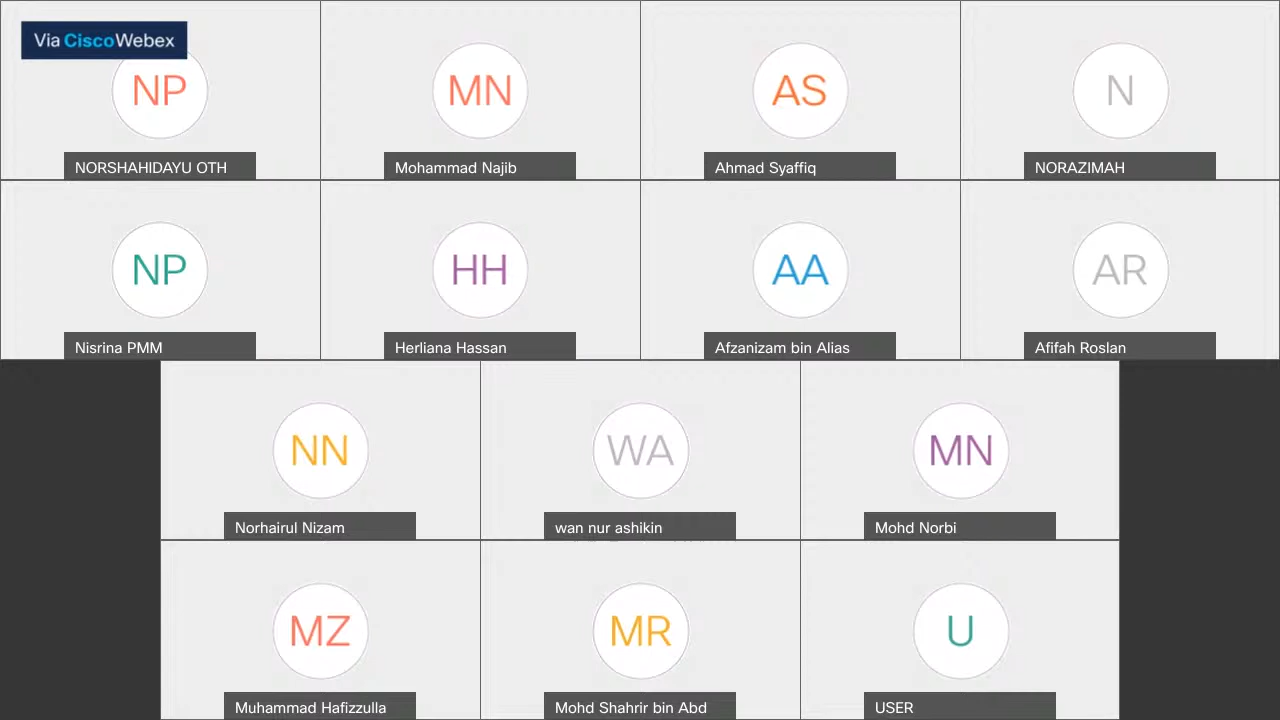 Via CiscoWebex
NP
MN
AS
N
NORSHAHIDAYU OTH
Mohammad Najib
Ahmad Syaffiq
NORAZIMAH
NP
HH
AA
AR
Nisrina PMM
Herliana Hassan
Afzanizam bin Alias
Afifah Roslan
NN
WA
MN
Norhairul Nizam
wan nur ashikin
Mohd Norbi
MZ
MR
U
Muhammad Hafizzulla
Mohd Shahrir bin Abd
USER